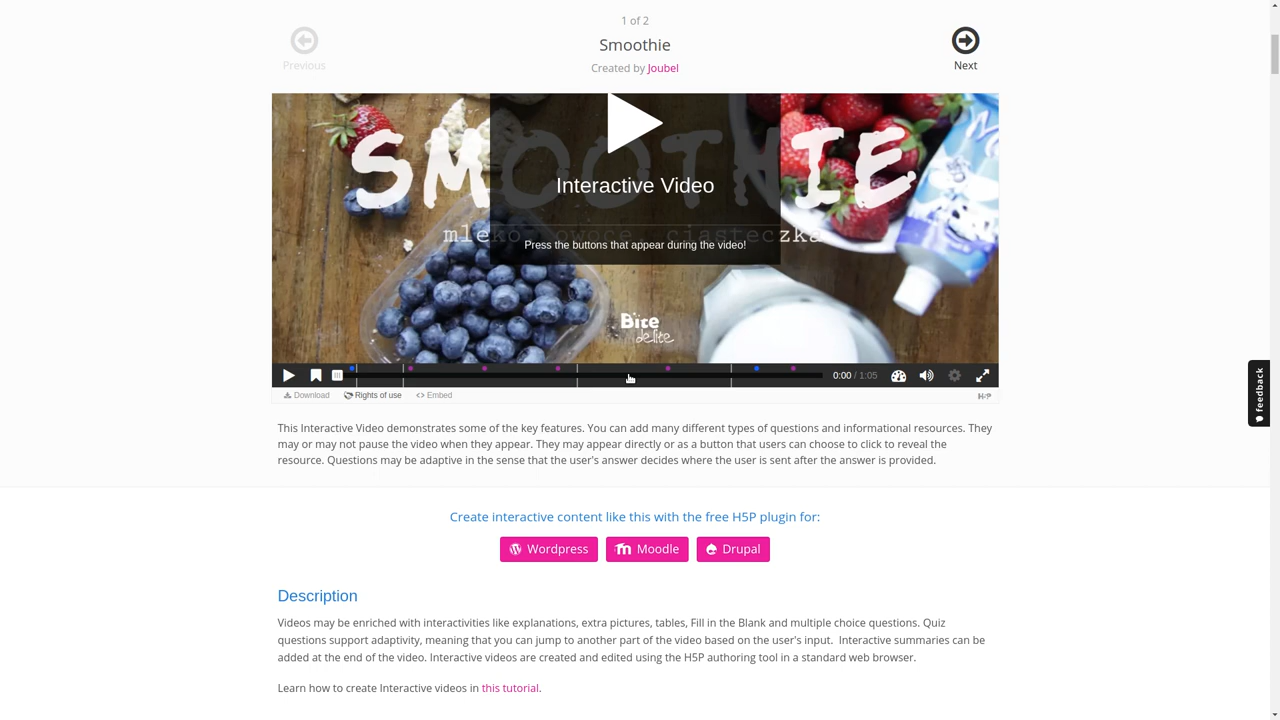 1 of 2
Smoothie
Created by Joubel
Previous
Next
SMOOTHIE
Interactive Video
mleko, owoce, ciasteczka
Press the buttons that appear during the video!
Bite
delite
0:00 / 1:05
Download
Rights of use
<> Embed
H5P
feedback
This Interactive Video demonstrates some of the key features. You can add many different types of questions and informational resources. They
may or may not pause the video when they appear. They may appear directly or as a button that users can choose to click to reveal the
resource. Questions may be adaptive in the sense that the user's answer decides where the user is sent after the answer is provided.
Create interactive content like this with the free H5P plugin for:
Wordpress
Moodle
Drupal
Description
Videos may be enriched with interactivities like explanations, extra pictures, tables, Fill in the Blank and multiple choice questions. Quiz
questions support adaptivity, meaning that you can jump to another part of the video based on the user's input.  Interactive summaries can be
added at the end of the video. Interactive videos are created and edited using the H5P authoring tool in a standard web browser.
Learn how to create Interactive videos in this tutorial.